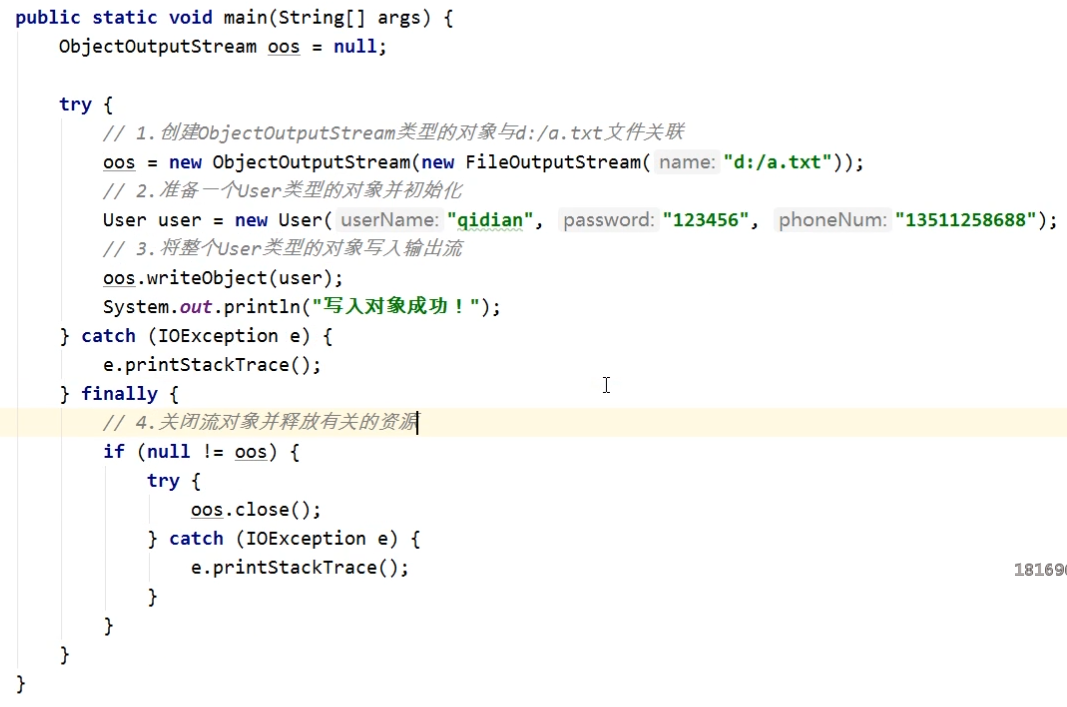 public static void main(String[] args) {
ObjectOutputStream oos = null;
try {
// 1.创建ObjectOutputStream类型的对象与d:/a.txt文件关联
oos = new ObjectOutputStream(new FileOutputStream( name: "d:/a.txt"));
// 2.准备一个User类型的对象并初始化
User user = new User( userName: "qidian", password: "123456", phoneNum: "13511258688");
// 3.将整个User类型的对象写入输出流
oos.writeObject(user);
System.out.println("写入对象成功！");
} catch (IOException e) {
e.printStackTrace();
} finally {
// 4.关闭流对象并释放有关的资源
if (null != oos) {
try {
oos.close();
} catch (IOException e) {
e.printStackTrace();
}
}
}
}